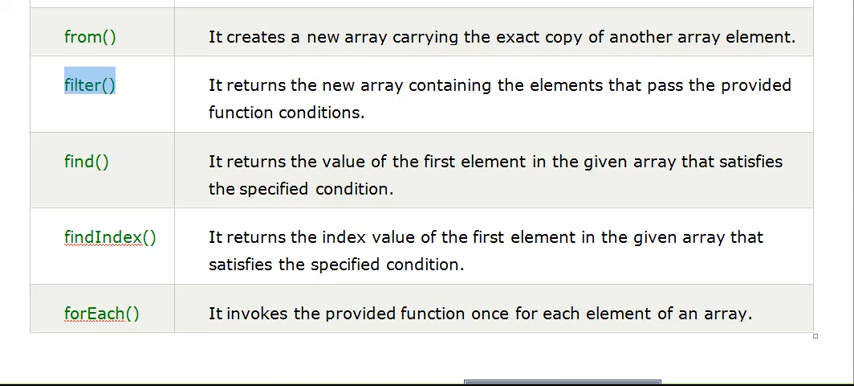 from()
It creates a new array carrying the exact copy of another array element.
filter()
It returns the new array containing the elements that pass the provided
function conditions.
find()
It returns the value of the first element in the given array that satisfies
the specified condition.
findIndex()
It returns the index value of the first element in the given array that
satisfies the specified condition.
forEach()
It invokes the provided function once for each element of an array.